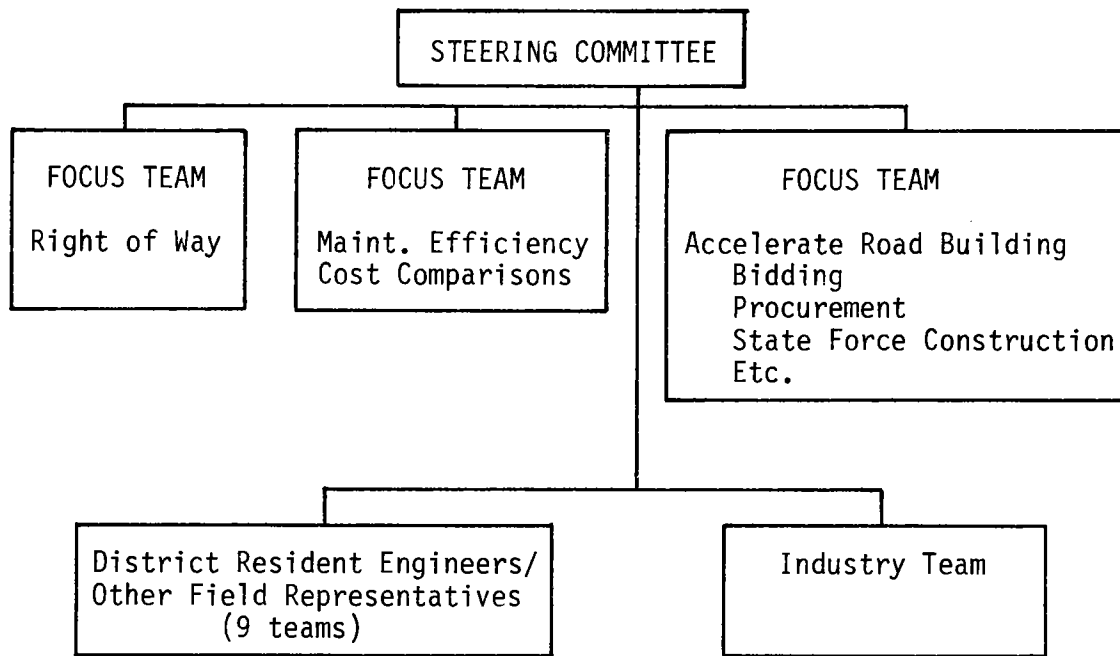 STEERING COMMITTEE
FOCUS TEAM
Right of Way
FOCUS TEAM
Maint. Efficiency
Cost Comparisons
FOCUS TEAM
Accelerate Road Building
Bidding
Procurement
State Force Construction
Etc.
District Resident Engineers/
Other Field Representatives
(9 teams)
Industry Team